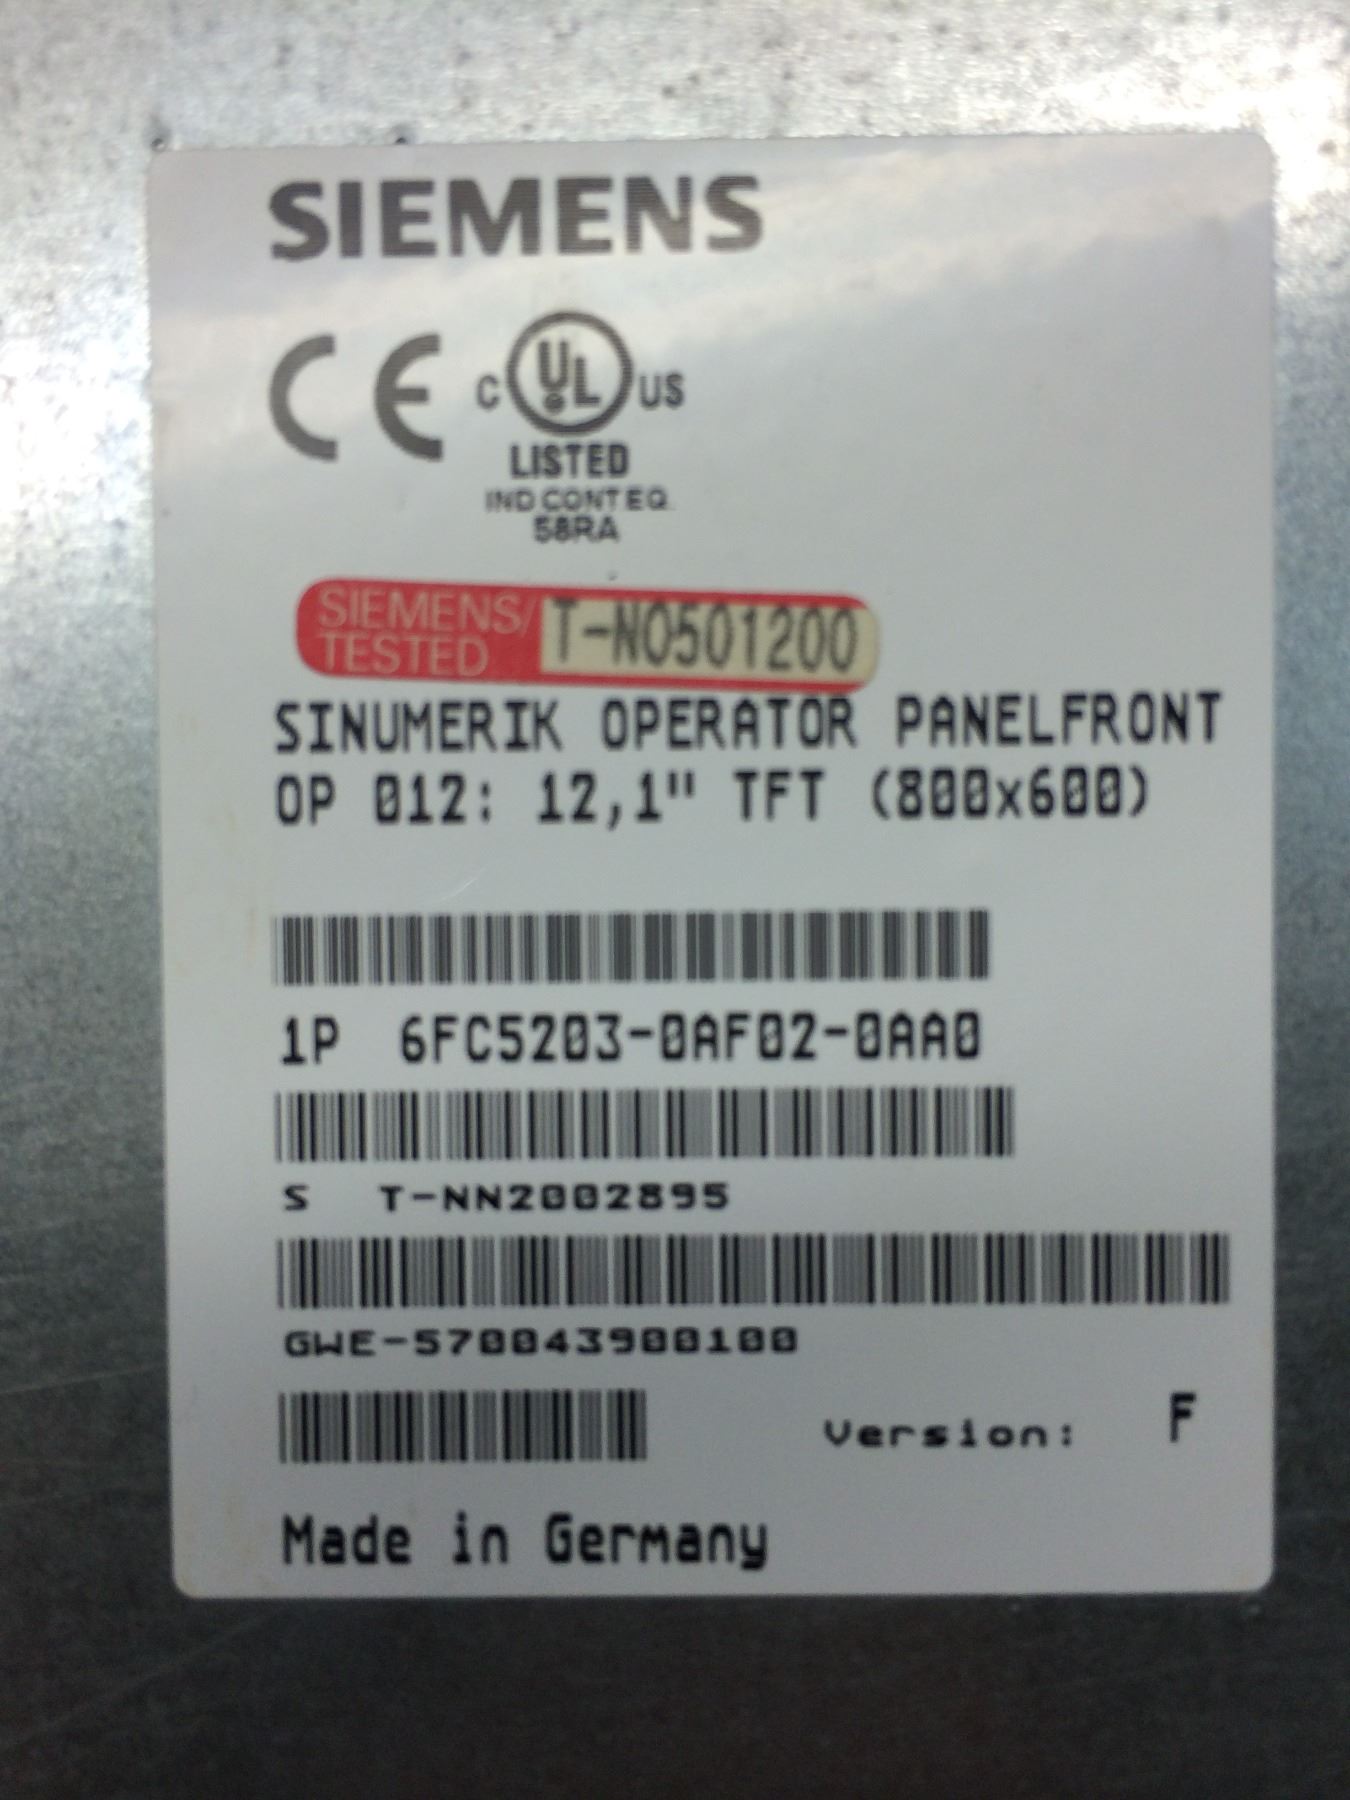 SIEMENS
CE C UL US
LISTED
IND CONT EQ.
58RA
SIEMENS/
TESTED T-N0501200
SINUMERIK OPERATOR PANELFRONT
OP 012: 12,1" TFT (800x600)
1P 6FC5203-0AF02-0AA0
S T-NN2002895
GWE-570043900100
Version: F
Made in Germany